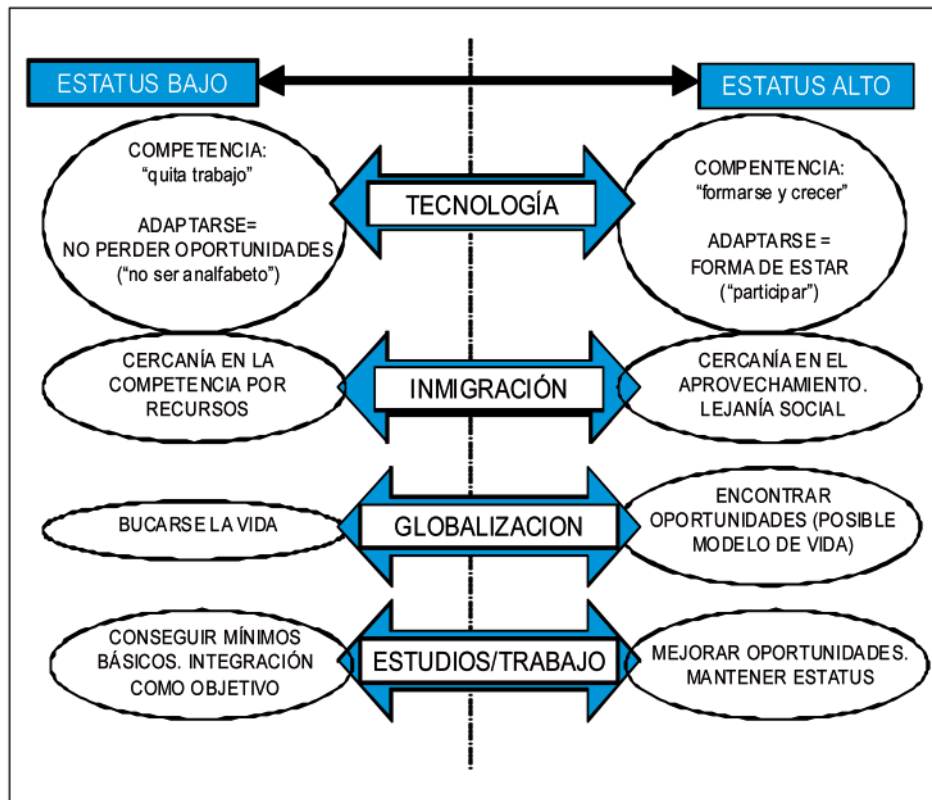 ESTATUS BAJO
ESTATUS ALTO
COMPETENCIA:
“quita trabajo”
ADAPTARSE=
NO PERDER OPORTUNIDADES
(“no ser analfabeto”)
TECNOLOGÍA
COMPENTENCIA:
“formarse y crecer”
ADAPTARSE =
FORMA DE ESTAR
(“participar”)
CERCANÍA EN LA
COMPETENCIA POR
RECURSOS
INMIGRACIÓN
CERCANÍA EN EL
APROVECHAMIENTO.
LEJANÍA SOCIAL
BUCARSE LA VIDA
GLOBALIZACION
ENCONTRAR
OPORTUNIDADES (POSIBLE
MODELO DE VIDA)
CONSEGUIR MÍNIMOS
BÁSICOS. INTEGRACIÓN
COMO OBJETIVO
ESTUDIOS/TRABAJO
MEJORAR OPORTUNIDADES.
MANTENER ESTATUS